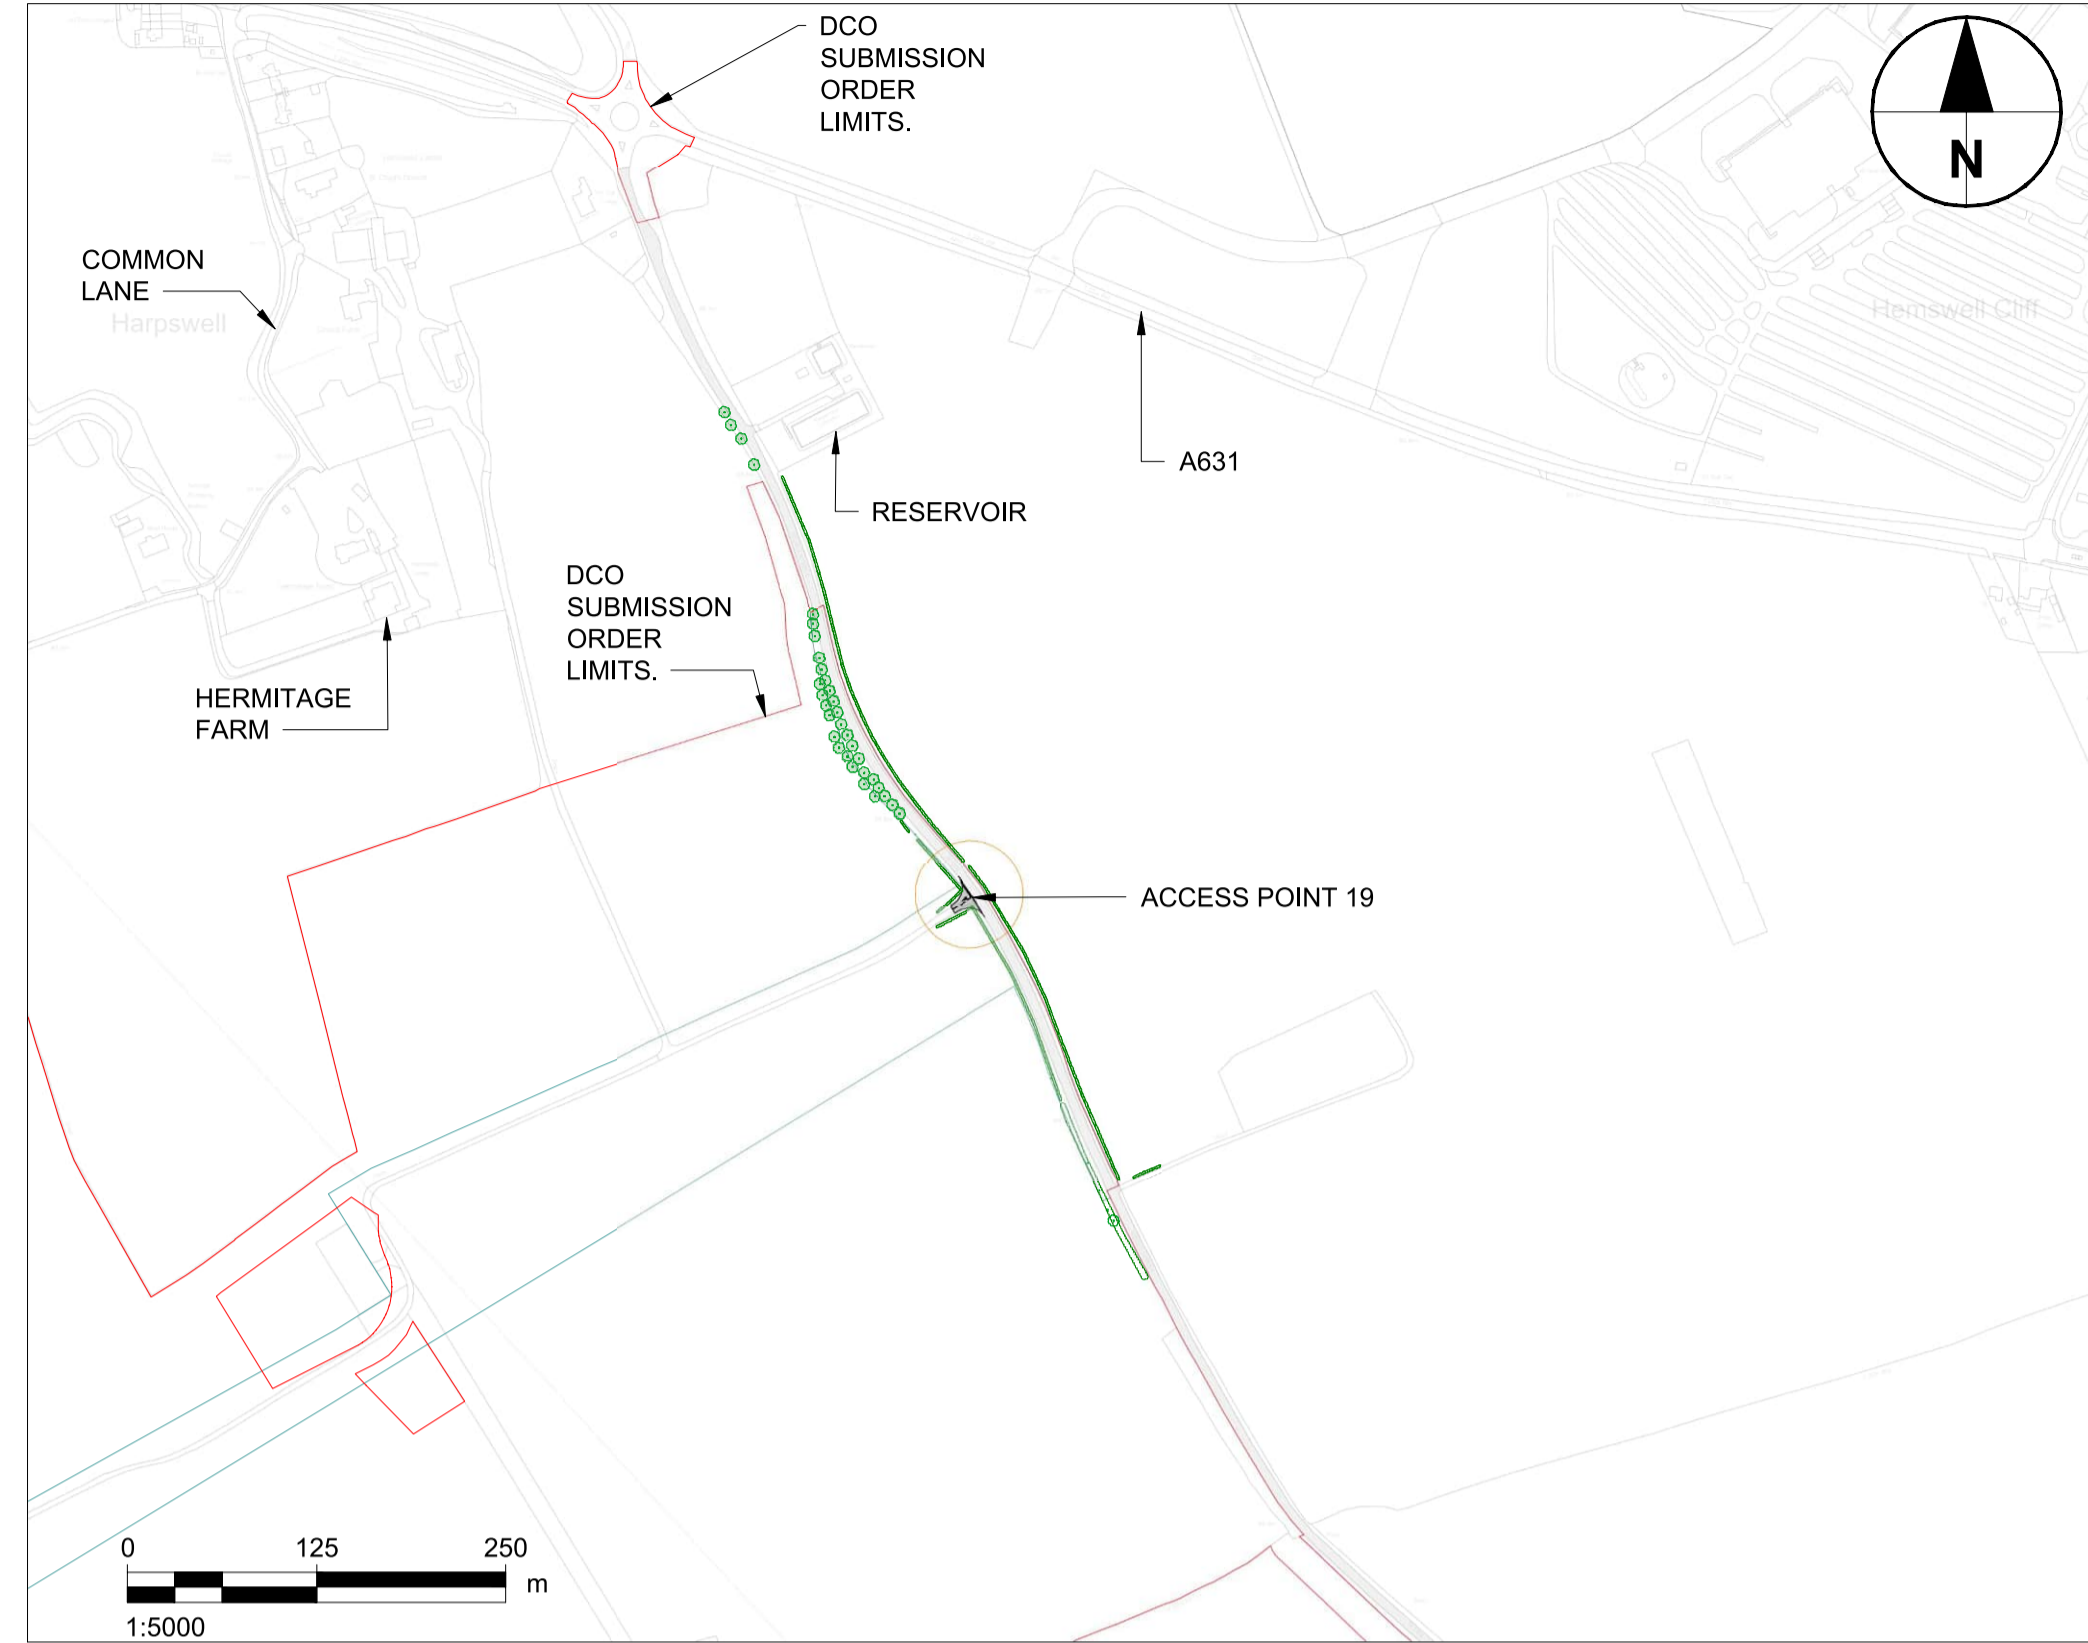 DCO
SUBMISSION
ORDER
LIMITS.
N
COMMON
LANE
Harpswell
Hemswell Cliff
A631
RESERVOIR
DCO
SUBMISSION
ORDER
LIMITS.
HERMITAGE
FARM
ACCESS POINT 19
0 125 250
m
1:5000